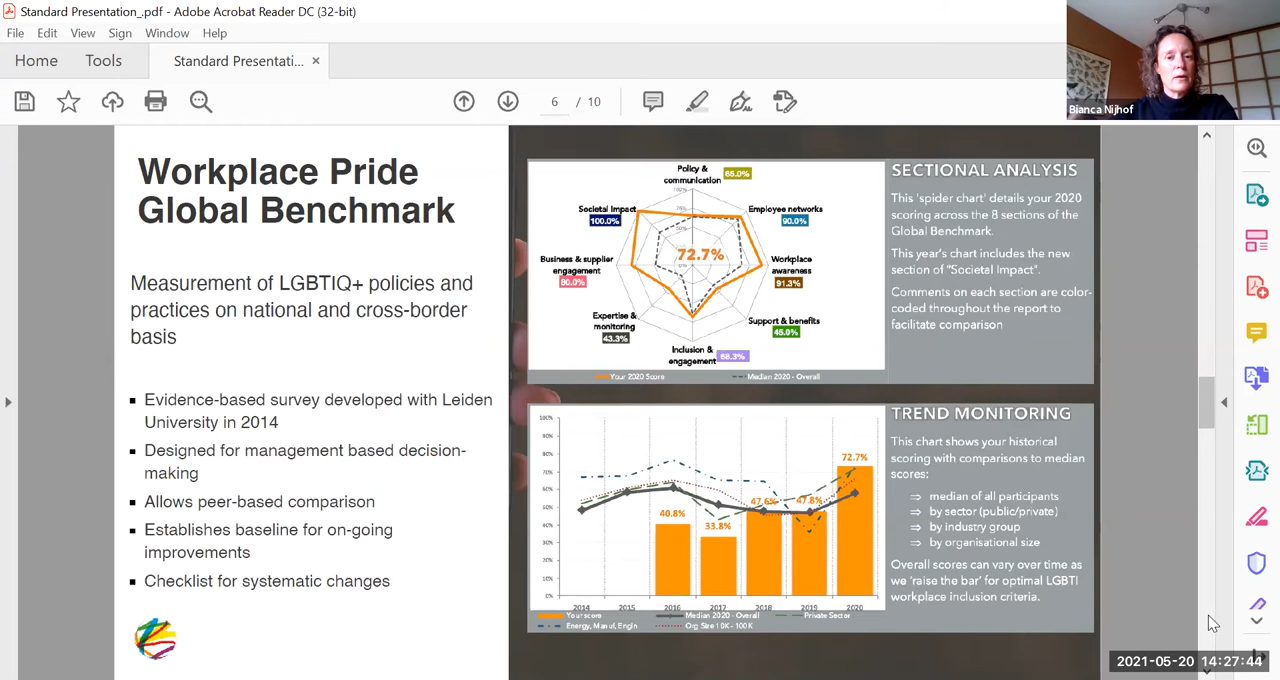 Standard Presentation_.pdf - Adobe Acrobat Reader DC (32-bit)
File Edit View Sign Window Help
Home Tools Standard Presentati... ×
6 / 10
Bianca Nijhof
Workplace Pride
Global Benchmark
Measurement of LGBTIQ+ policies and
practices on national and cross-border
basis
Evidence-based survey developed with Leiden
University in 2014
Designed for management based decision-
making
Allows peer-based comparison
Establishes baseline for on-going
improvements
Checklist for systematic changes
Policy &
communication 65.0%
100%
Societal Impact
100.0%
Employee networks
90.0%
72.7%
Business & supplier
engagement
80.0%
Workplace
awareness
91.3%
Expertise &
monitoring
43.3%
Support & benefits
45.0%
Inclusion &
engagement 68.3%
Your 2020 Score Median 2020 - Overall
SECTIONAL ANALYSIS
This 'spider chart' details your 2020
scoring across the 8 sections of the
Global Benchmark.
This year's chart includes the new
section of "Societal Impact".
Comments on each section are color-
coded throughout the report to
facilitate comparison
100%
90%
80%
70%
60%
50%
40%
30%
20%
10%
0%
40.8% 33.8% 47.6% 47.8% 72.7%
2014 2015 2016 2017 2018 2019 2020
Your score Median 2020 - Overall Private Sector
Energy, Manuf, Engin Org Size 10K - 100K
TREND MONITORING
This chart shows your historical
scoring with comparisons to median
scores:
⇒ median of all participants
⇒ by sector (public/private)
⇒ by industry group
⇒ by organisational size
Overall scores can vary over time as
we 'raise the bar' for optimal LGBTI
workplace inclusion criteria.
2021-05-20 14:27:44